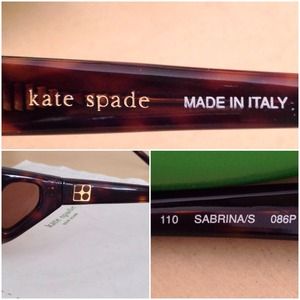 kate spade MADE IN ITALY
kate spade
110 SABRINA/S 086P